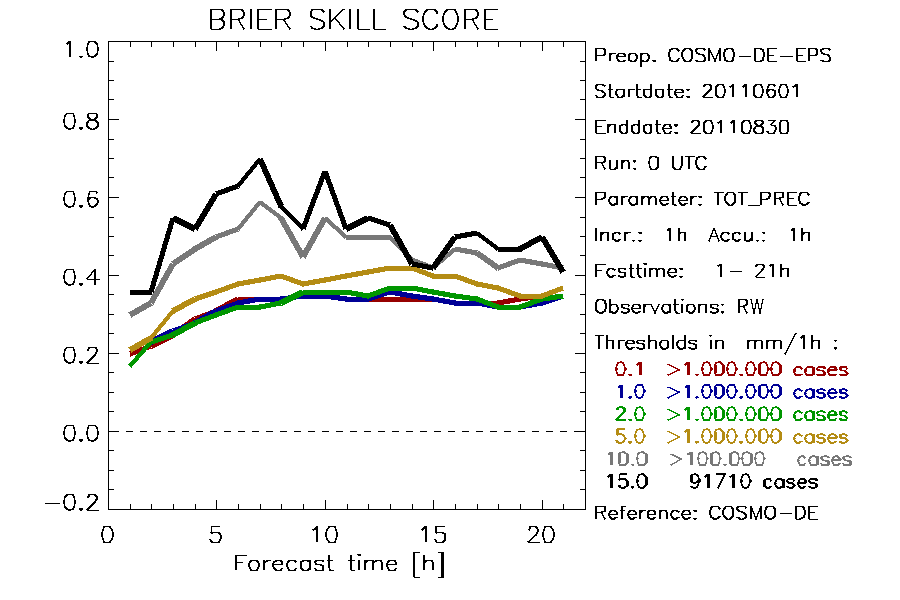 BRIER SKILL SCORE
1.0
0.8
0.6
0.4
0.2
0.0
−0.2
0 5 10 15 20
Forecast time [h]
Preop. COSMO−DE−EPS
Startdate: 20110601
Enddate: 20110830
Run: 0 UTC
Parameter: TOT_PREC
Incr.: 1h Accu.: 1h
Fcsttime: 1− 21h
Observations: RW
Thresholds in mm/1h :
0.1 >1.000.000 cases
1.0 >1.000.000 cases
2.0 >1.000.000 cases
5.0 >1.000.000 cases
10.0 >100.000 cases
15.0 91710 cases
Reference: COSMO−DE